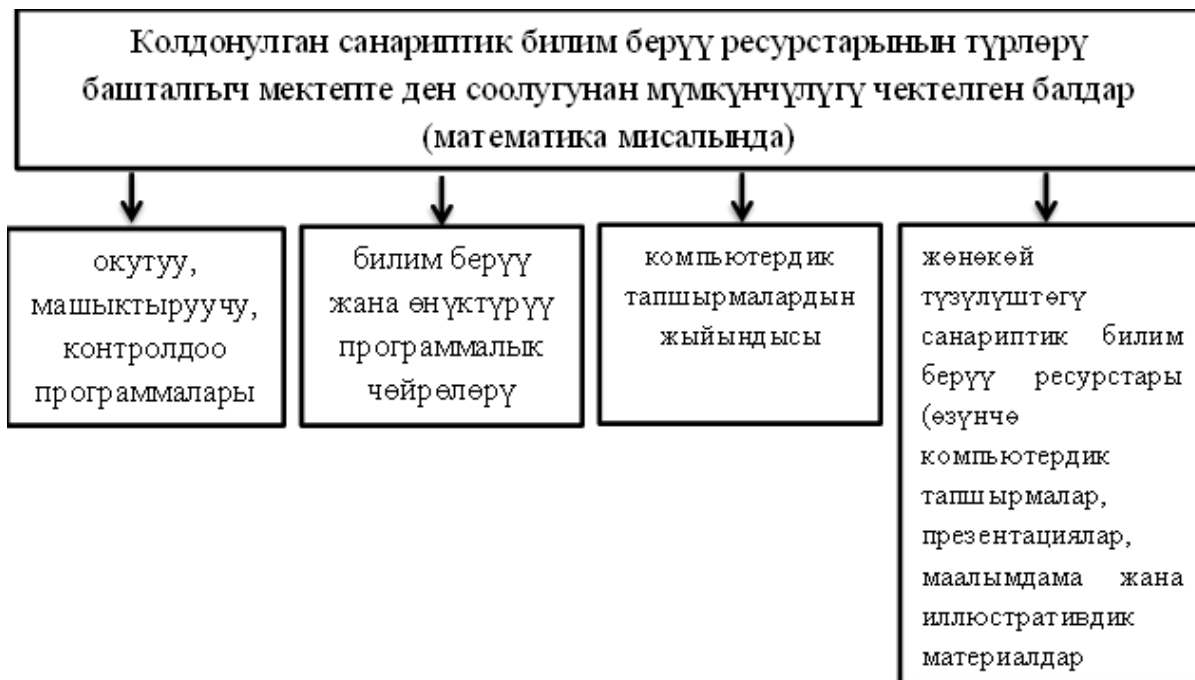 Колдонулган санариптик билим берүү ресурстарынын түрлөрү
башталгыч мектепте ден соолугунан мүмкүнчүлүгү чектелген балдар
(математика мисалында)
окутуу,
машыктыруучу,
контролдоо
программалары
билим берүү
жана өнүктүрүү
программалык
чөйрөлөрү
компьютердик
тапшырмалардын
жыйындысы
жөнөкөй
түзүлүштөгү
санариптик билим
берүү ресурстары
(өзүнчө
компьютердик
тапшырмалар,
презентациялар,
маалымдама жана
иллюстративдик
материалдар